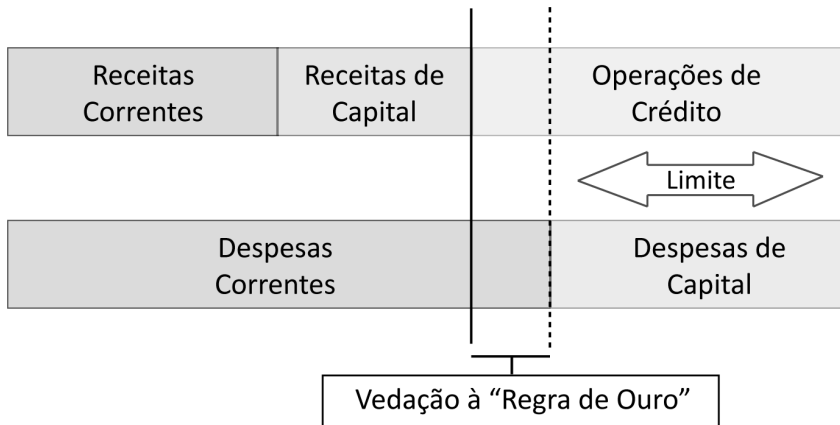 Receitas
Correntes
Receitas de
Capital
Operações de
Crédito
Limite
Despesas
Correntes
Despesas de
Capital
Vedação à “Regra de Ouro”